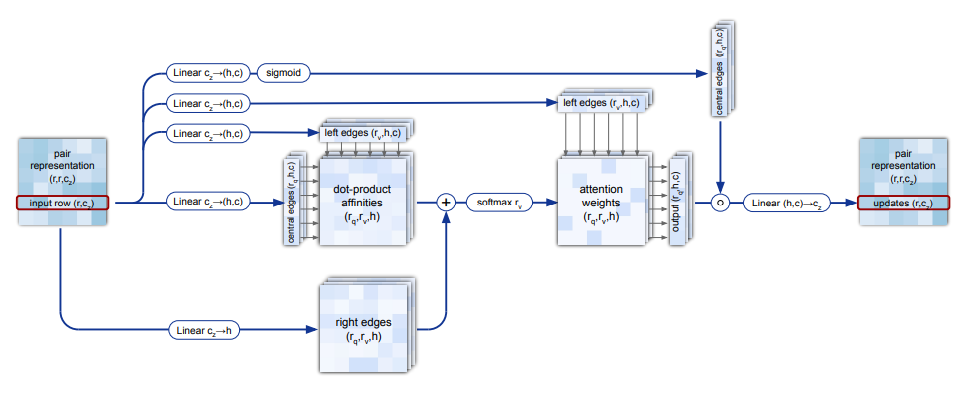 Linear c_z→(h,c)
sigmoid
central edges (r_q,h,c)
Linear c_z→(h,c)
left edges (r_v,h,c)
Linear c_z→(h,c)
left edges (r_v,h,c)
pair
representation
(r,r,c_z)
input row (r,c_z)
Linear c_z→(h,c)
central edges (r_q,h,c)
dot-product
affinities
(r_q,r_v,h)
+
softmax r_v
attention
weights
(r_q,r_v,h)
output (r_q,h,c)
Linear (h,c)→c_z
pair
representation
(r,r,c_z)
updates (r,c_z)
Linear c_z→h
right edges
(r_q,r_v,h)